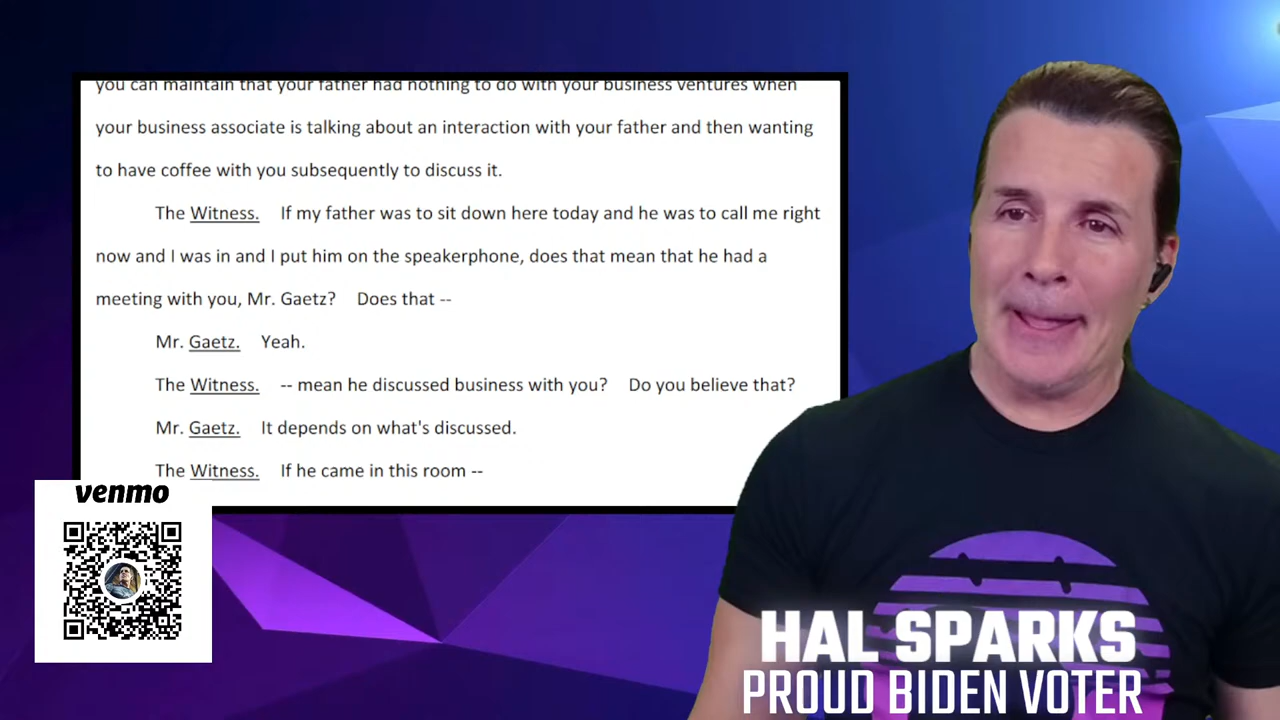 you can maintain that your father had nothing to do with your business ventures when
your business associate is talking about an interaction with your father and then wanting
to have coffee with you subsequently to discuss it.
The Witness. If my father was to sit down here today and he was to call me right
now and I was in and I put him on the speakerphone, does that mean that he had a
meeting with you, Mr. Gaetz? Does that --
Mr. Gaetz. Yeah.
The Witness. -- mean he discussed business with you? Do you believe that?
Mr. Gaetz. It depends on what's discussed.
The Witness. If he came in this room --
venmo
HAL SPARKS
PROUD BIDEN VOTER